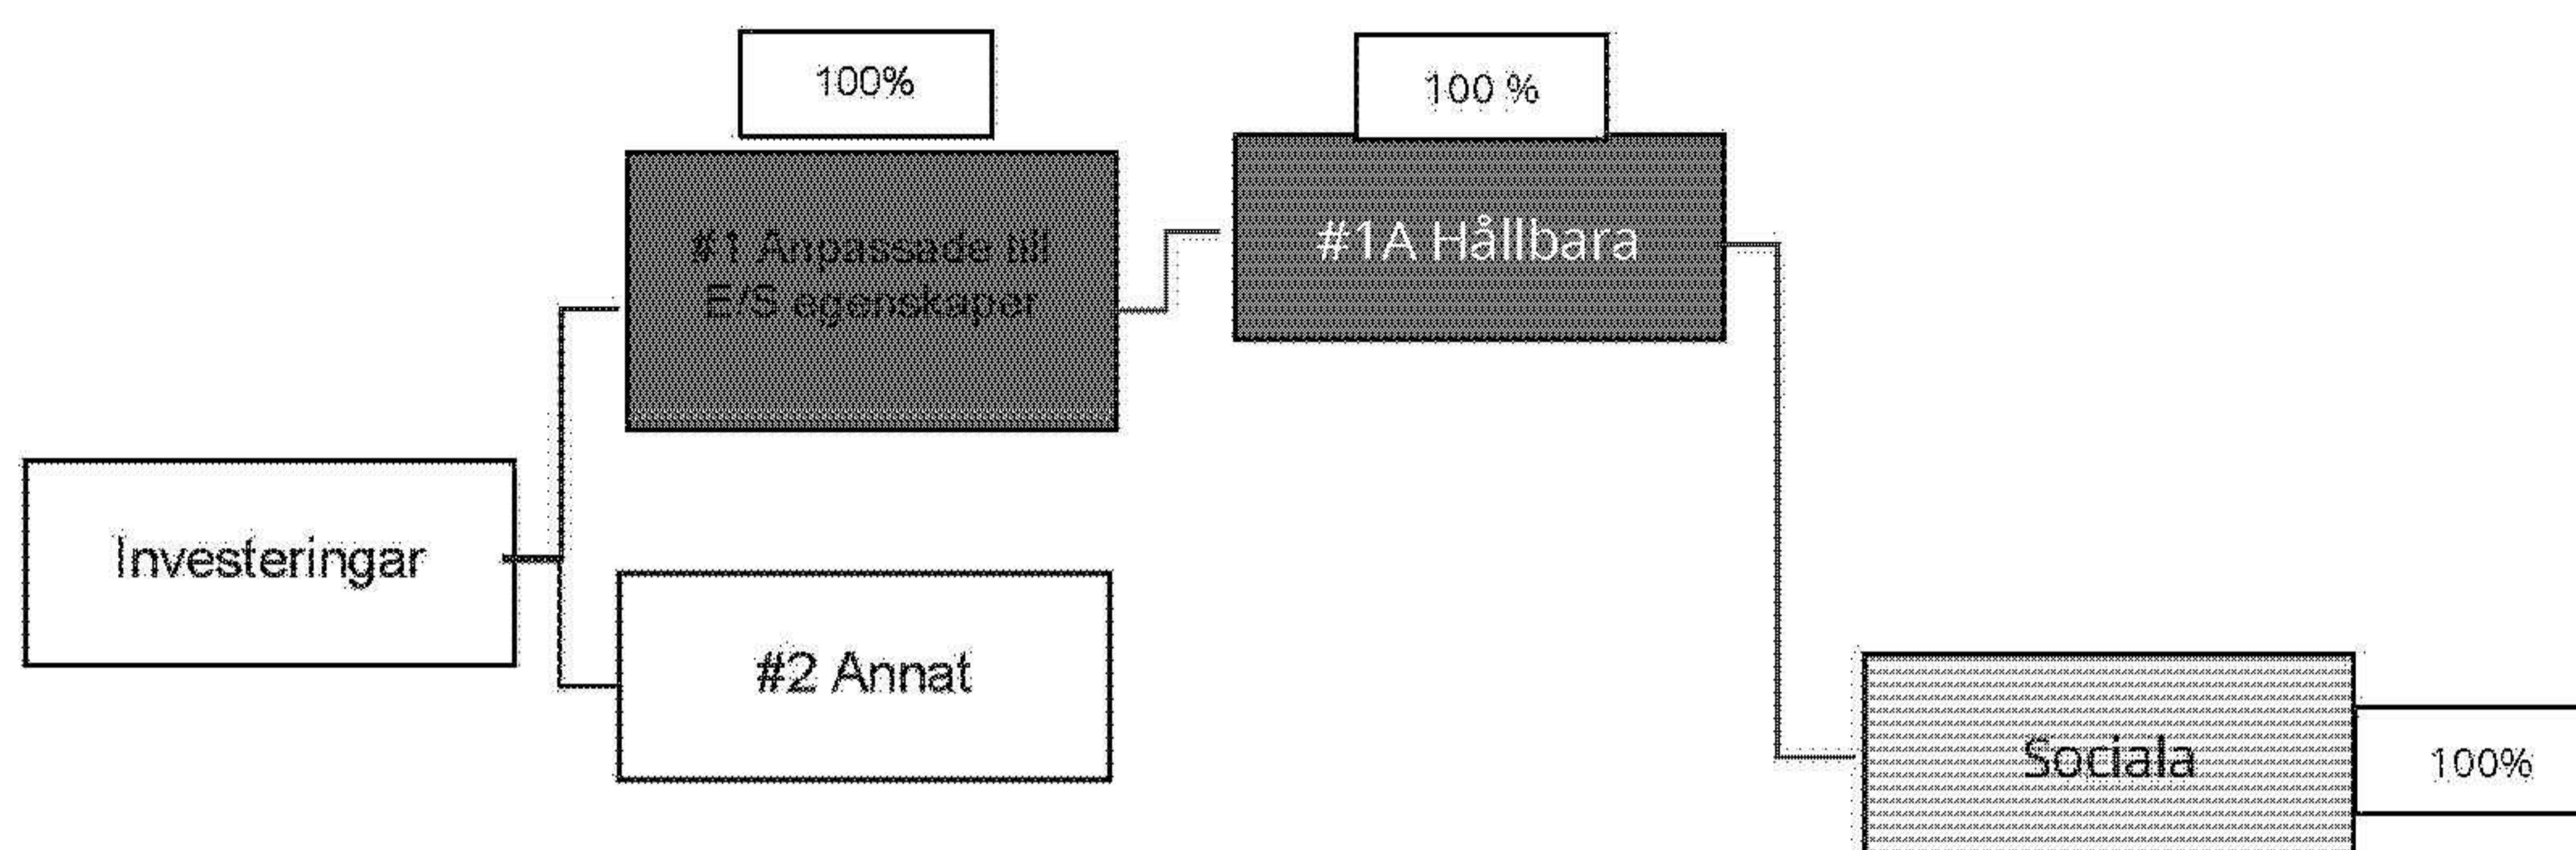 100%
100 %
#1 Anpassade till
E/S egenskaper
#1A Hållbara
Investeringar
#2 Annat
Sociala
100%